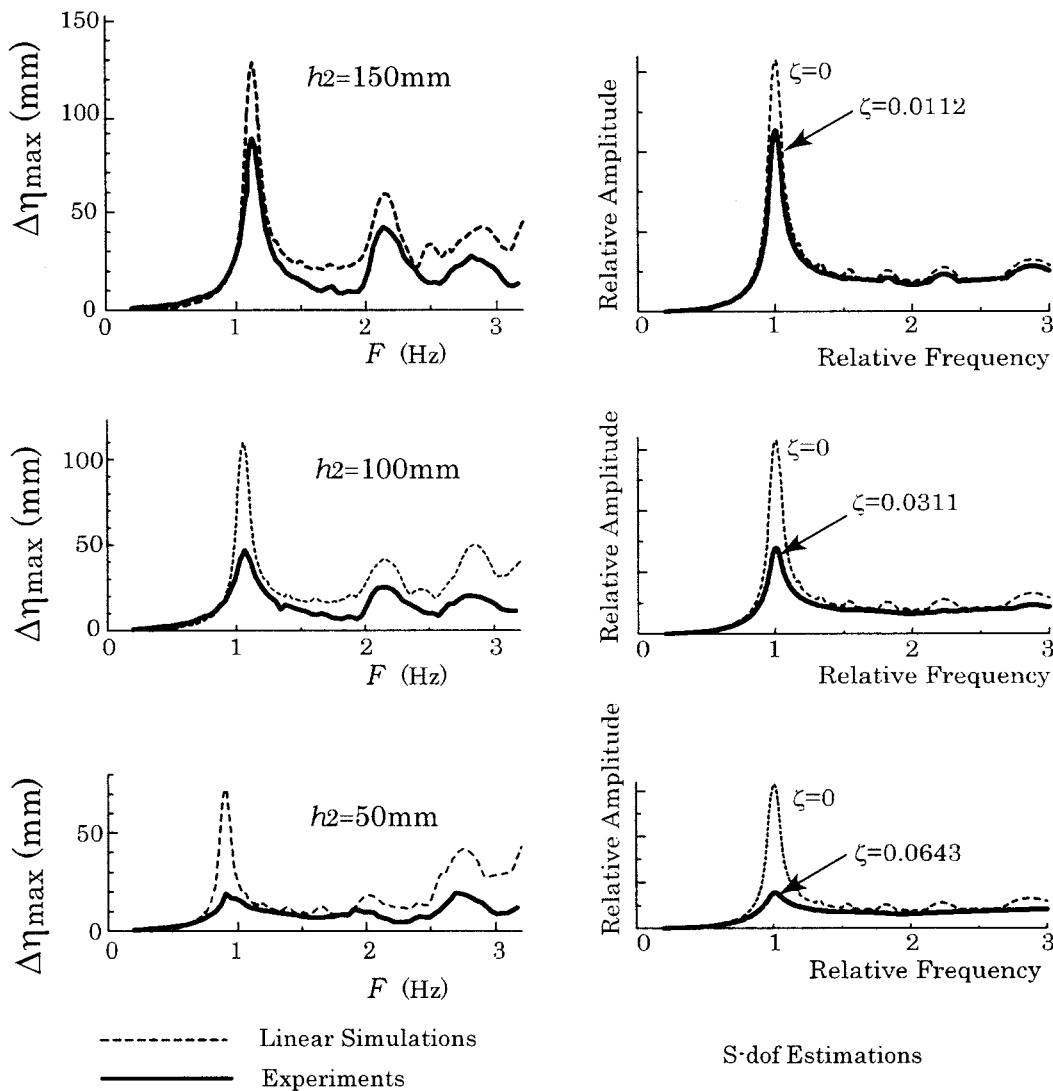 150
100
50
0
Δηmax (mm)
h2=150mm
0
1
2
3
F (Hz)
Relative Amplitude
ζ=0
ζ=0.0112
0
1
2
3
Relative Frequency
100
50
0
Δηmax (mm)
h2=100mm
0
1
2
3
F (Hz)
Relative Amplitude
ζ=0
ζ=0.0311
0
1
2
3
Relative Frequency
50
0
Δηmax (mm)
h2=50mm
0
1
2
3
F (Hz)
Relative Amplitude
ζ=0
ζ=0.0643
0
1
2
3
Relative Frequency
Linear Simulations
Experiments
S-dof Estimations